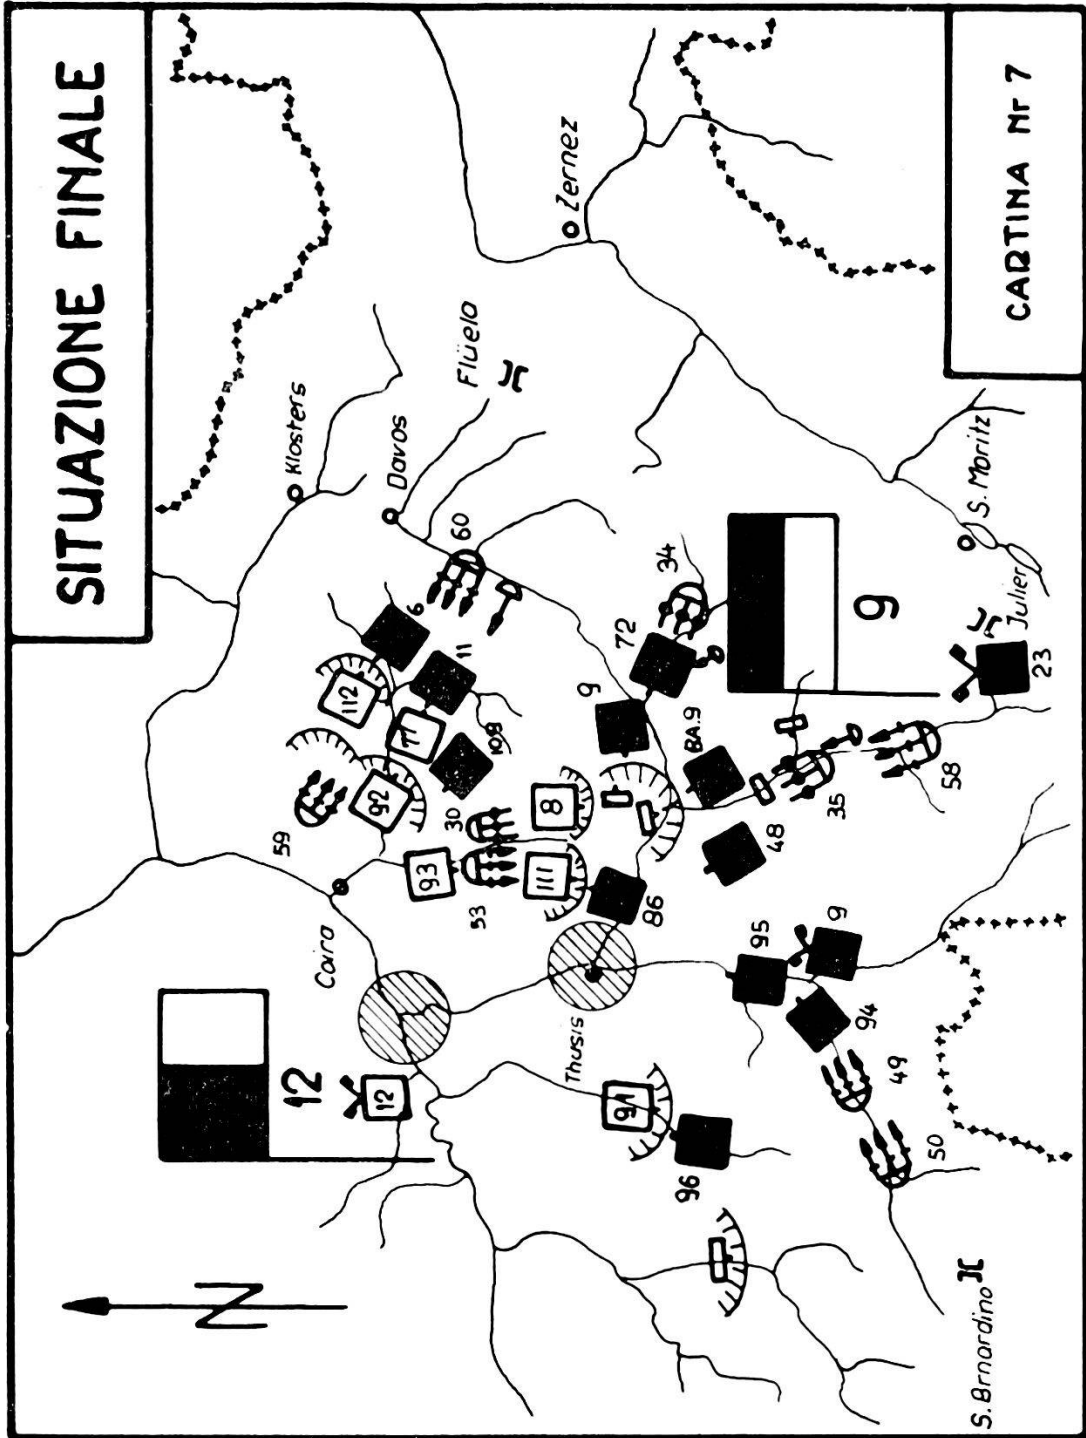 SITUAZIONE FINALE
N
12
Klosters
59
Coira
112
12
92
Davos
6
77
93
30
11
60
Flüela
108
53
8
111
Thusis
Zernez
9
72
91
86
34
96
BA.9
48
95
9
35
9
94
49
58
50
S. Moritz
Julier
23
S. Brnardino
CARTINA Nr 7